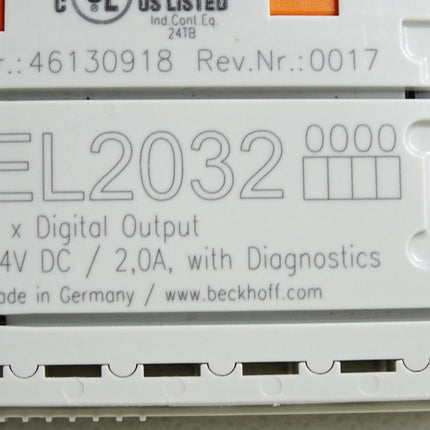 C UL US LISTED
Ind.Cont.Eq.
24TB
r.:46130918 Rev.Nr.:0017
EL2032 0000
x Digital Output
4V DC / 2,0A, with Diagnostics
ade in Germany / www.beckhoff.com